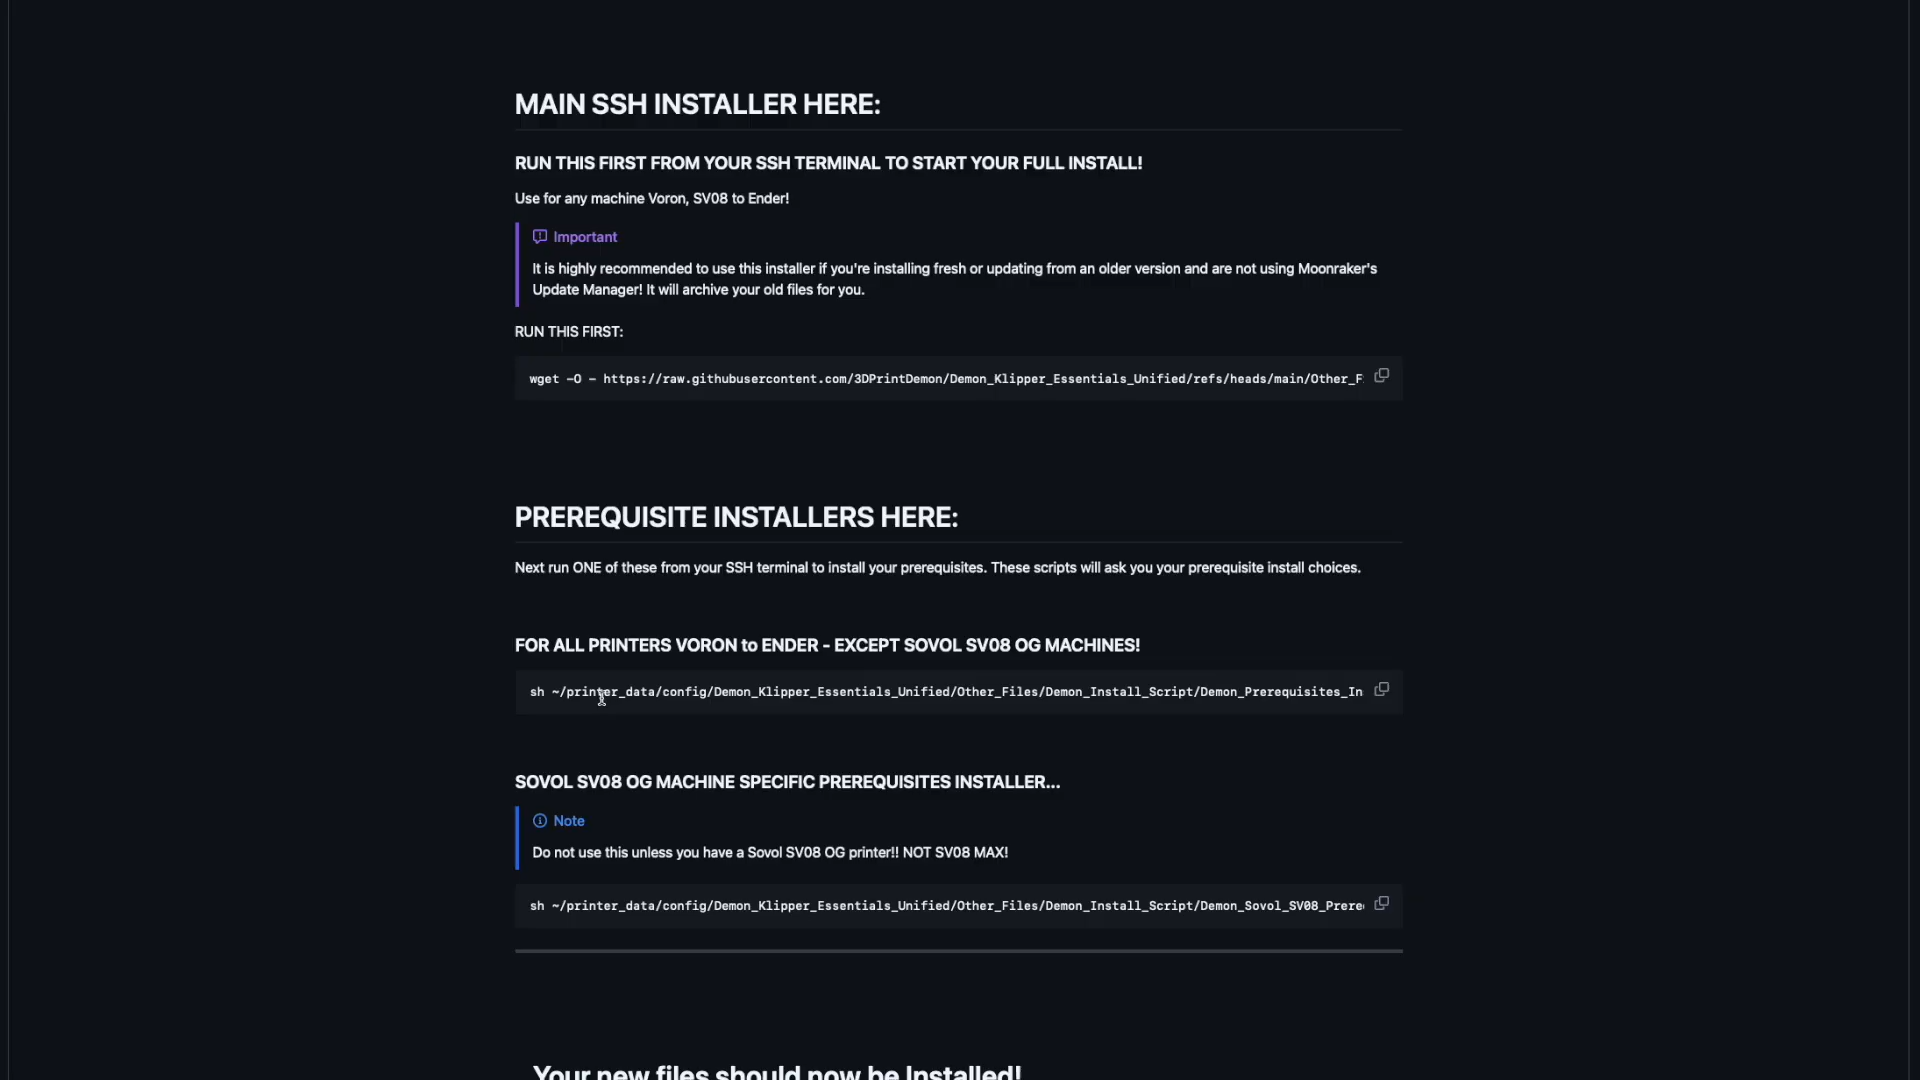 MAIN SSH INSTALLER HERE:
RUN THIS FIRST FROM YOUR SSH TERMINAL TO START YOUR FULL INSTALL!
Use for any machine Voron, SV08 to Ender!
Important
It is highly recommended to use this installer if you're installing fresh or updating from an older version and are not using Moonraker's
Update Manager! It will archive your old files for you.
RUN THIS FIRST:
wget -O - https://raw.githubusercontent.com/3DPrintDemon/Demon_Klipper_Essentials_Unified/refs/heads/main/Other_F
PREREQUISITE INSTALLERS HERE:
Next run ONE of these from your SSH terminal to install your prerequisites. These scripts will ask you your prerequisite install choices.
FOR ALL PRINTERS VORON to ENDER - EXCEPT SOVOL SV08 OG MACHINES!
sh ~/printer_data/config/Demon_Klipper_Essentials_Unified/Other_Files/Demon_Install_Script/Demon_Prerequisites_In
SOVOL SV08 OG MACHINE SPECIFIC PREREQUISITES INSTALLER...
Note
Do not use this unless you have a Sovol SV08 OG printer!! NOT SV08 MAX!
sh ~/printer_data/config/Demon_Klipper_Essentials_Unified/Other_Files/Demon_Install_Script/Demon_Sovol_SV08_Prere
Your new files should now be Installed!